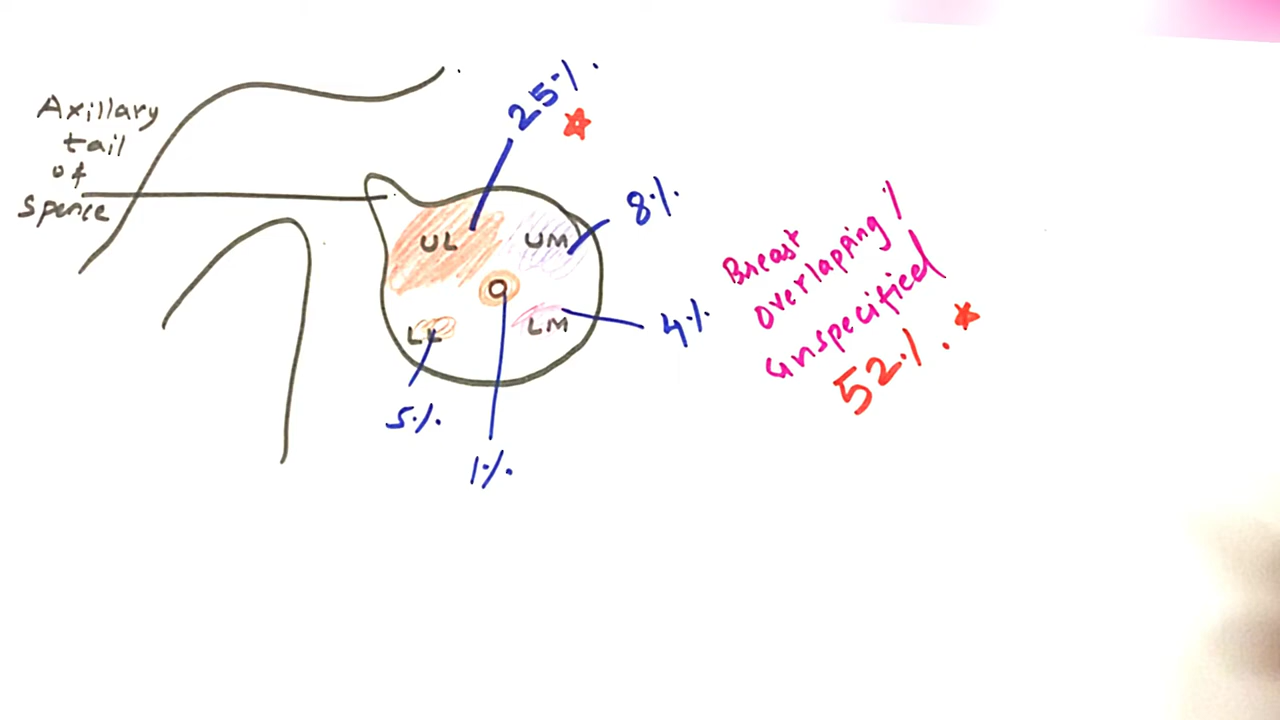 Axillary
tail
of
Spence
25%.
UL
UM
8%.
LL
LM
4%.
5%.
1%.
Breast
overlapping /
unspecified
52%.